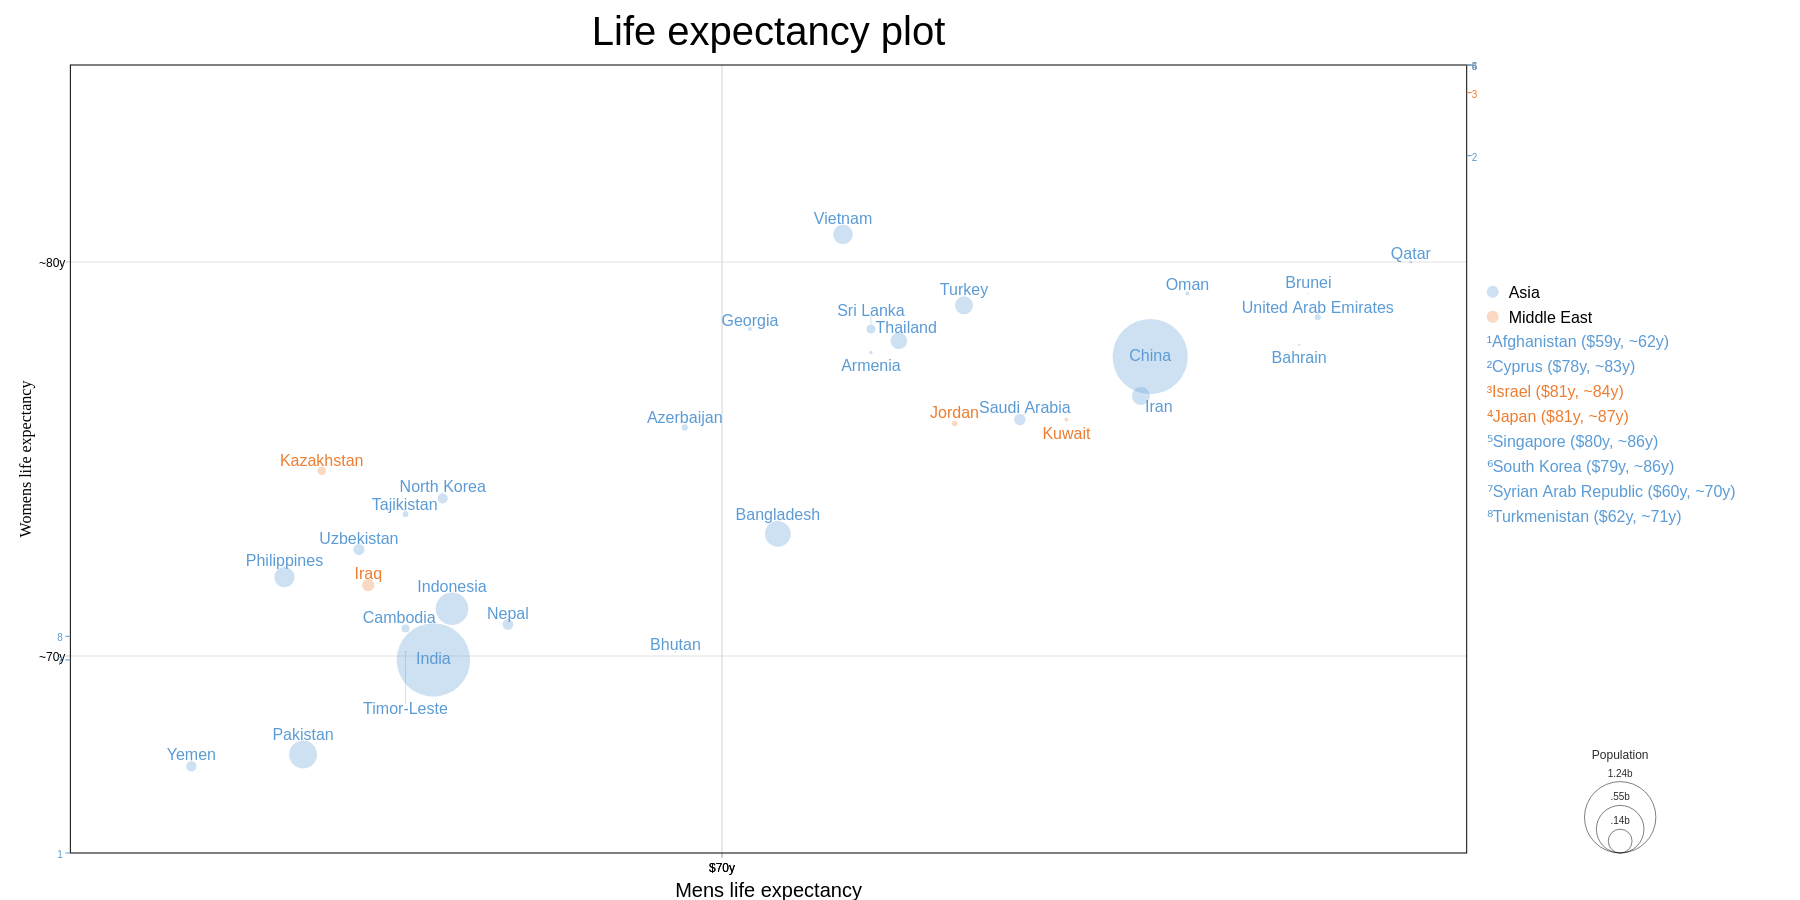 Life expectancy plot
3
2
Vietnam
~80y
Qatar
Oman
Brunei
Turkey
Sri Lanka
United Arab Emirates
Georgia
Thailand
China
Bahrain
Armenia
Iran
Jordan
Saudi Arabia
Kuwait
Azerbaijan
Kazakhstan
North Korea
Tajikistan
Bangladesh
Uzbekistan
Philippines
Iraq
Indonesia
Cambodia
Nepal
8
Bhutan
~70y
India
Timor-Leste
Pakistan
Yemen
1
$70y
Mens life expectancy
Womens life expectancy
Asia
Middle East
¹Afghanistan ($59y, ~62y)
²Cyprus ($78y, ~83y)
³Israel ($81y, ~84y)
⁴Japan ($81y, ~87y)
⁵Singapore ($80y, ~86y)
⁶South Korea ($79y, ~86y)
⁷Syrian Arab Republic ($60y, ~70y)
⁸Turkmenistan ($62y, ~71y)
Population
1.24b
.55b
.14b